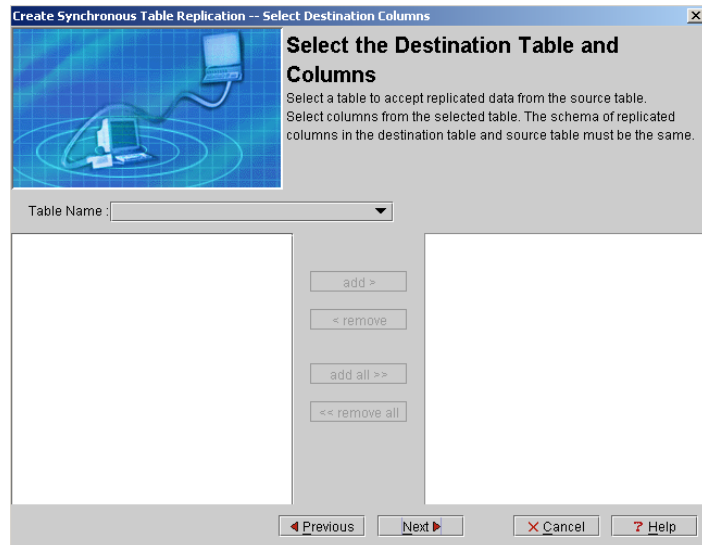 Create Synchronous Table Replication -- Select Destination Columns
Select the Destination Table and
Columns
Select a table to accept replicated data from the source table.
Select columns from the selected table. The schema of replicated
columns in the destination table and source table must be the same.
Table Name :
add >
< remove
add all >>
<< remove all
Previous
Next
Cancel
? Help